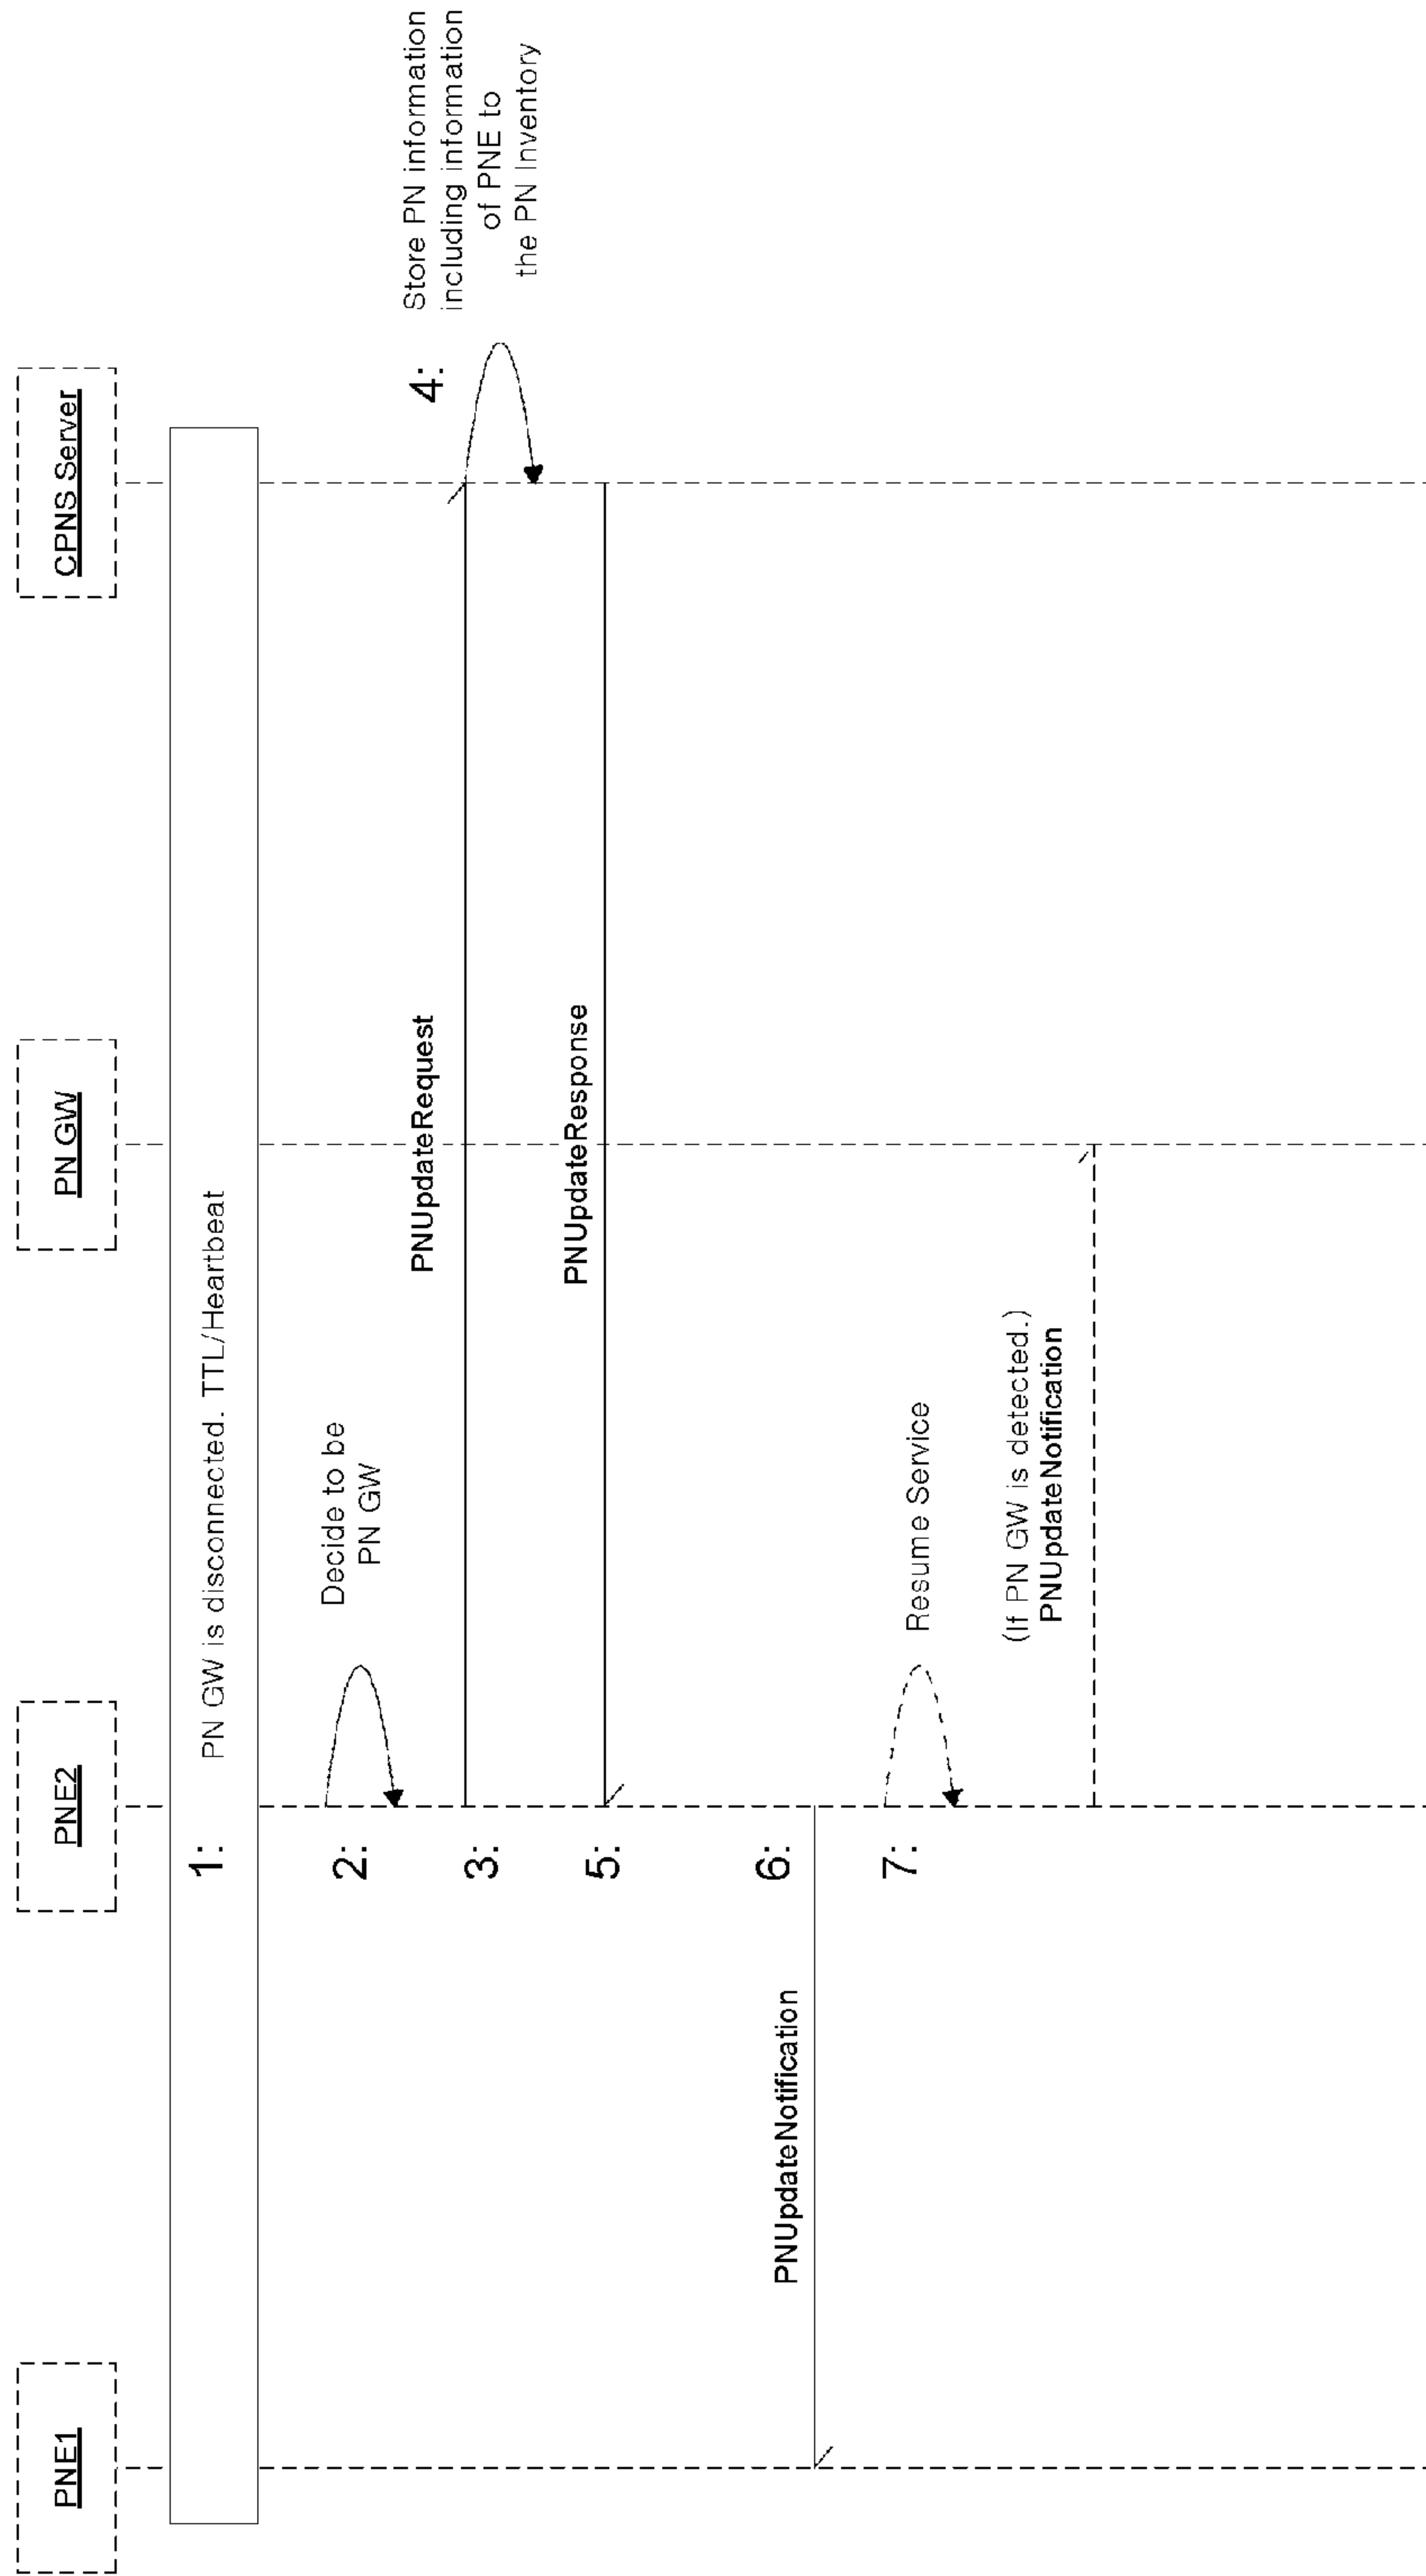 PNE1
PNE2
PN GW
CPNS Server
1:
PN GW is disconnected. TTL/Heartbeat
2:
Decide to be
PN GW
3:
PNUpdateRequest
4:
Store PN information
including information
of PNE to
the PN Inventory
5:
PNUpdateResponse
6:
PNUpdateNotification
7:
Resume Service
(If PN GW is detected.)
PNUpdateNotification